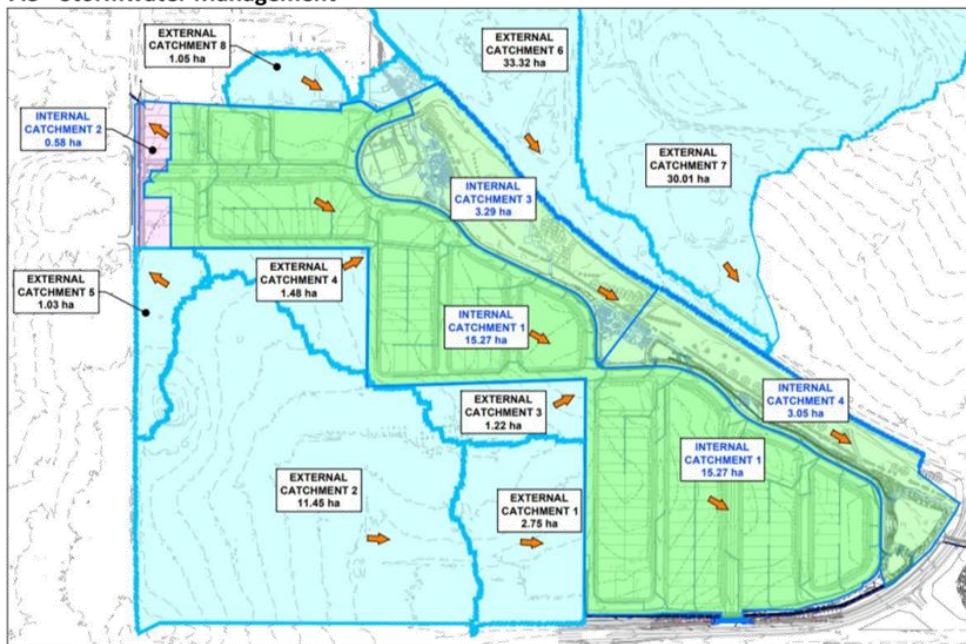 EXTERNAL
CATCHMENT 8
1.05 ha
EXTERNAL
CATCHMENT 6
33.32 ha
INTERNAL
CATCHMENT 2
0.58 ha
EXTERNAL
CATCHMENT 7
30.01 ha
INTERNAL
CATCHMENT 3
3.29 ha
EXTERNAL
CATCHMENT 5
1.03 ha
EXTERNAL
CATCHMENT 4
1.48 ha
INTERNAL
CATCHMENT 1
15.27 ha
INTERNAL
CATCHMENT 4
3.05 ha
EXTERNAL
CATCHMENT 3
1.22 ha
INTERNAL
CATCHMENT 1
15.27 ha
EXTERNAL
CATCHMENT 2
11.45 ha
EXTERNAL
CATCHMENT 1
2.75 ha